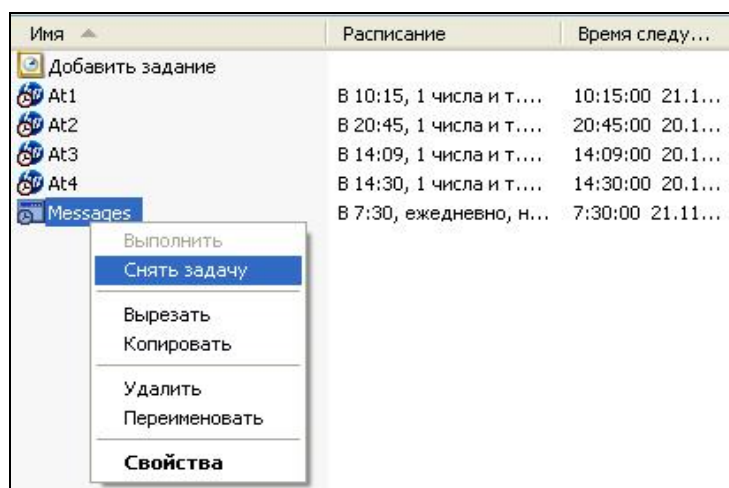 Имя Расписание Время следу...
Добавить задание
At1 В 10:15, 1 числа и т.... 10:15:00 21.1...
At2 В 20:45, 1 числа и т.... 20:45:00 20.1...
At3 В 14:09, 1 числа и т.... 14:09:00 20.1...
At4 В 14:30, 1 числа и т.... 14:30:00 20.1...
Messages В 7:30, ежедневно, н... 7:30:00 21.11...
Выполнить
Снять задачу
Вырезать
Копировать
Удалить
Переименовать
Свойства